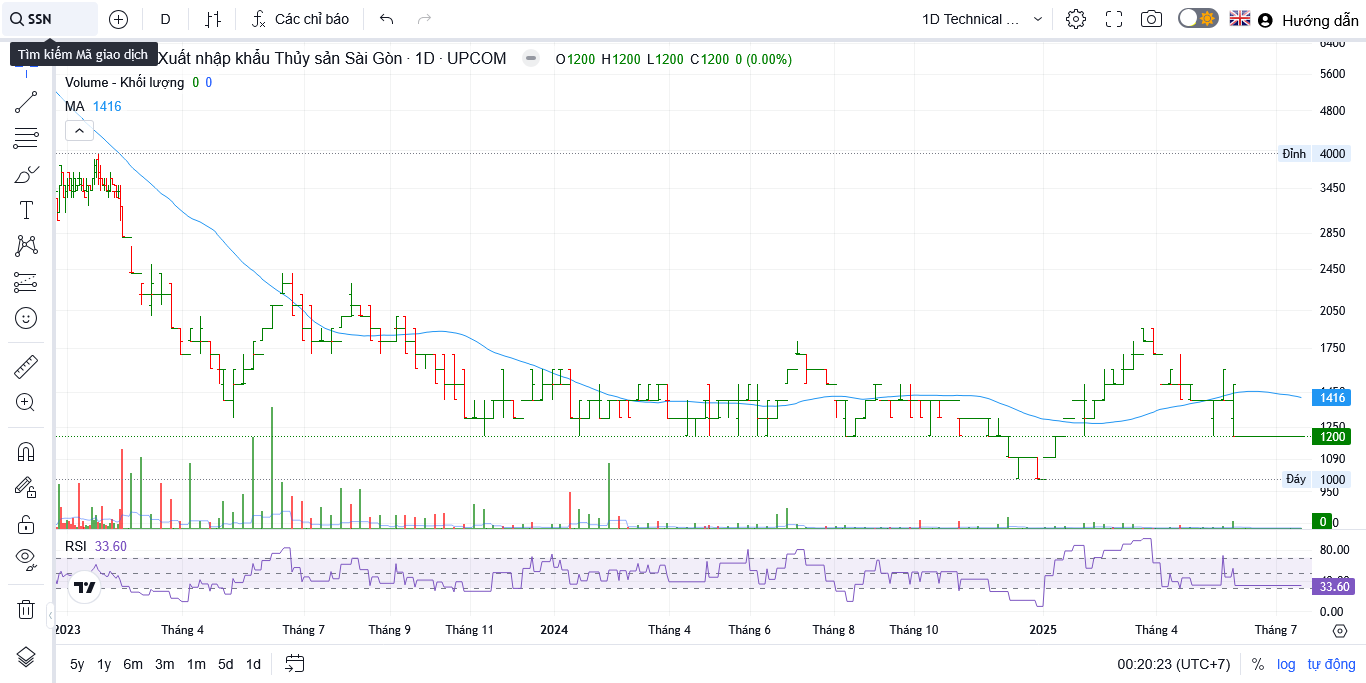 SSN
D
Các chỉ báo
1D Technical ...
Hướng dẫn
Tìm kiếm Mã giao dịch
Xuất nhập khẩu Thủy sản Sài Gòn · 1D · UPCOM
O1200 H1200 L1200 C1200 0 (0.00%)
Volume - Khối lượng 0 0
MA 1416
6400
5600
4800
Đỉnh 4000
3450
2850
2450
2050
1750
1450
1416
1250
1200
1090
Đáy 1000
950
0 0
RSI 33.60
80.00
40.00
33.60
0.00
2023 Tháng 4 Tháng 7 Tháng 9 Tháng 11 2024 Tháng 4 Tháng 6 Tháng 8 Tháng 10 2025 Tháng 4 Tháng 7
5y 1y 6m 3m 1m 5d 1d
00:20:23 (UTC+7) % log tự động